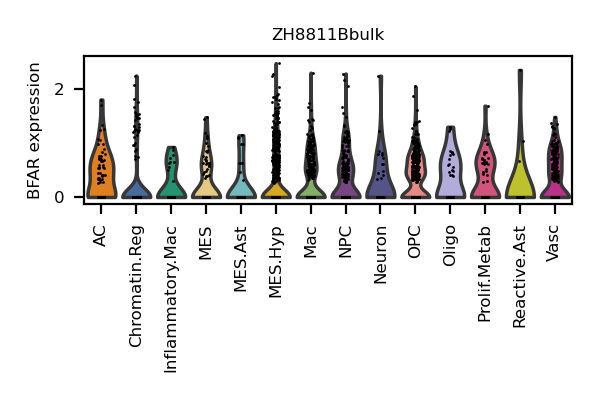 ZH8811Bbulk
BFAR expression
2
0
AC
Chromatin.Reg
Inflammatory.Mac
MES
MES.Ast
MES.Hyp
Mac
NPC
Neuron
OPC
Oligo
Prolif.Metab
Reactive.Ast
Vasc